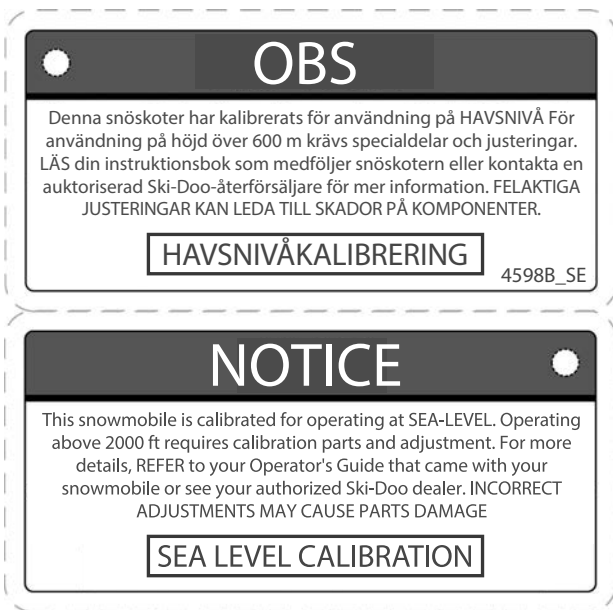 OBS
Denna snöskoter har kalibrerats för användning på HAVSNIVÅ För
användning på höjd över 600 m krävs specialdelar och justeringar.
LÄS din instruktionsbok som medföljer snöskotern eller kontakta en
auktoriserad Ski-Doo-återförsäljare för mer information. FELAKTIGA
JUSTERINGAR KAN LEDA TILL SKADOR PÅ KOMPONENTER.
HAVSNIVÅKALIBRERING
4598B_SE
NOTICE
This snowmobile is calibrated for operating at SEA-LEVEL. Operating
above 2000 ft requires calibration parts and adjustment. For more
details, REFER to your Operator's Guide that came with your
snowmobile or see your authorized Ski-Doo dealer. INCORRECT
ADJUSTMENTS MAY CAUSE PARTS DAMAGE
SEA LEVEL CALIBRATION